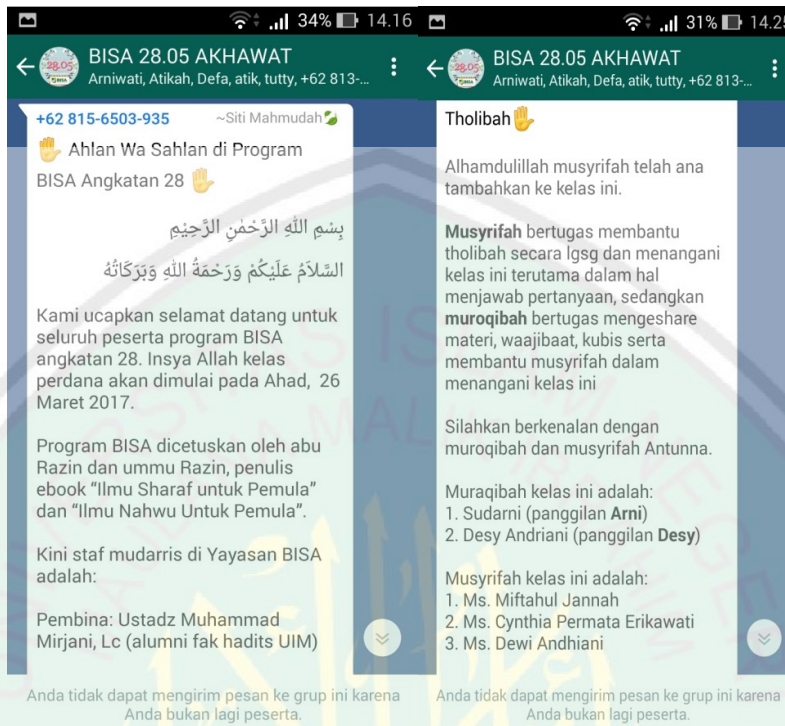 34% 14.16
BISA 28.05 AKHAWAT
Arniwati, Atikah, Defa, atik, tutty, +62 813-...
+62 815-6503-935 ~Siti Mahmudah
Ahlan Wa Sahlan di Program
BISA Angkatan 28
بِسْمِ اللَّهِ الرَّحْمَنِ الرَّحِيْمِ
السَّلاَمُ عَلَيْكُمْ وَرَحْمَةُ اللَّهِ وَبَرَكَاتُهُ
Kami ucapkan selamat datang untuk
seluruh peserta program BISA
angkatan 28. Insya Allah kelas
perdana akan dimulai pada Ahad, 26
Maret 2017.
Program BISA dicetuskan oleh abu
Razin dan ummu Razin, penulis
ebook “Ilmu Sharaf untuk Pemula”
dan “Ilmu Nahwu Untuk Pemula”.
Kini staf mudarris di Yayasan BISA
adalah:
Pembina: Ustadz Muhammad
Mirjani, Lc (alumni fak hadits UIM)
Anda tidak dapat mengirim pesan ke grup ini karena
Anda bukan lagi peserta.
31% 14.25
BISA 28.05 AKHAWAT
Arniwati, Atikah, Defa, atik, tutty, +62 813-...
Tholibah
Alhamdulillah musyrifah telah ana
tambahkan ke kelas ini.
Musyrifah bertugas membantu
tholibah secara lgsg dan menangani
kelas ini terutama dalam hal
menjawab pertanyaan, sedangkan
muroqibah bertugas mengeshare
materi, waajibaat, kubis serta
membantu musyrifah dalam
menangani kelas ini
Silahkan berkenalan dengan
muroqibah dan musyrifah Antunna.
Muraqibah kelas ini adalah:
1. Sudarni (panggilan Arni)
2. Desy Andriani (panggilan Desy)
Musyrifah kelas ini adalah:
1. Ms. Miftahul Jannah
2. Ms. Cynthia Permata Erikawati
3. Ms. Dewi Andhiani
Anda tidak dapat mengirim pesan ke grup ini karena
Anda bukan lagi peserta.